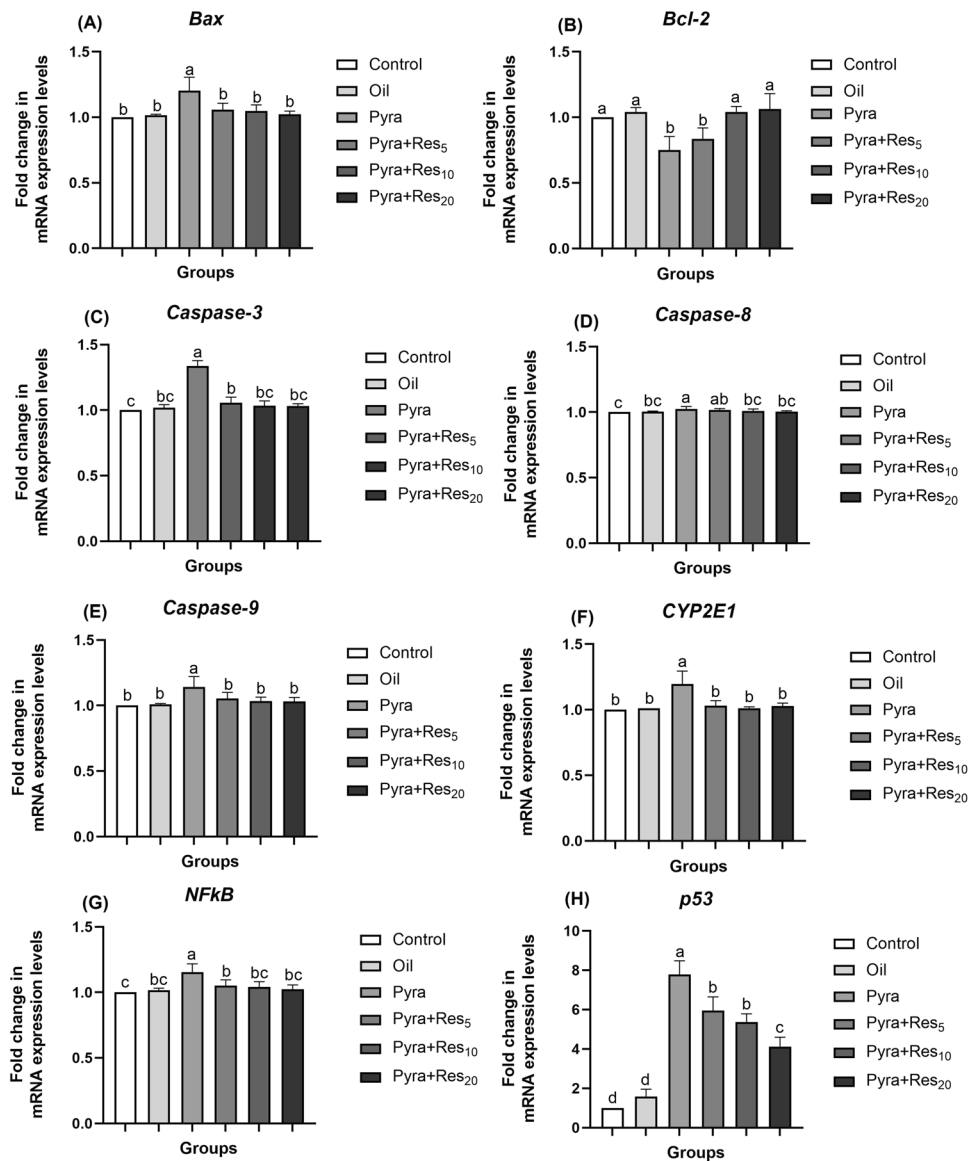 (A)
Bax
Fold change in
mRNA expression levels
1.5
1.0
0.5
0.0
b b a b b b
Groups
Control
Oil
Pyra
Pyra+Res5
Pyra+Res10
Pyra+Res20
(B)
Bcl-2
Fold change in
mRNA expression levels
1.5
1.0
0.5
0.0
a a b b a a
Groups
Control
Oil
Pyra
Pyra+Res5
Pyra+Res10
Pyra+Res20
(C)
Caspase-3
Fold change in
mRNA expression levels
1.5
1.0
0.5
0.0
c bc a b bc bc
Groups
Control
Oil
Pyra
Pyra+Res5
Pyra+Res10
Pyra+Res20
(D)
Caspase-8
Fold change in
mRNA expression levels
1.5
1.0
0.5
0.0
c bc a ab bc bc
Groups
Control
Oil
Pyra
Pyra+Res5
Pyra+Res10
Pyra+Res20
(E)
Caspase-9
Fold change in
mRNA expression levels
1.5
1.0
0.5
0.0
b b a b b b
Groups
Control
Oil
Pyra
Pyra+Res5
Pyra+Res10
Pyra+Res20
(F)
CYP2E1
Fold change in
mRNA expression levels
1.5
1.0
0.5
0.0
b b a b b b
Groups
Control
Oil
Pyra
Pyra+Res5
Pyra+Res10
Pyra+Res20
(G)
NFkB
Fold change in
mRNA expression levels
1.5
1.0
0.5
0.0
c bc a b bc bc
Groups
Control
Oil
Pyra
Pyra+Res5
Pyra+Res10
Pyra+Res20
(H)
p53
Fold change in
mRNA expression levels
10
8
6
4
2
0
d d a b b c
Groups
Control
Oil
Pyra
Pyra+Res5
Pyra+Res10
Pyra+Res20